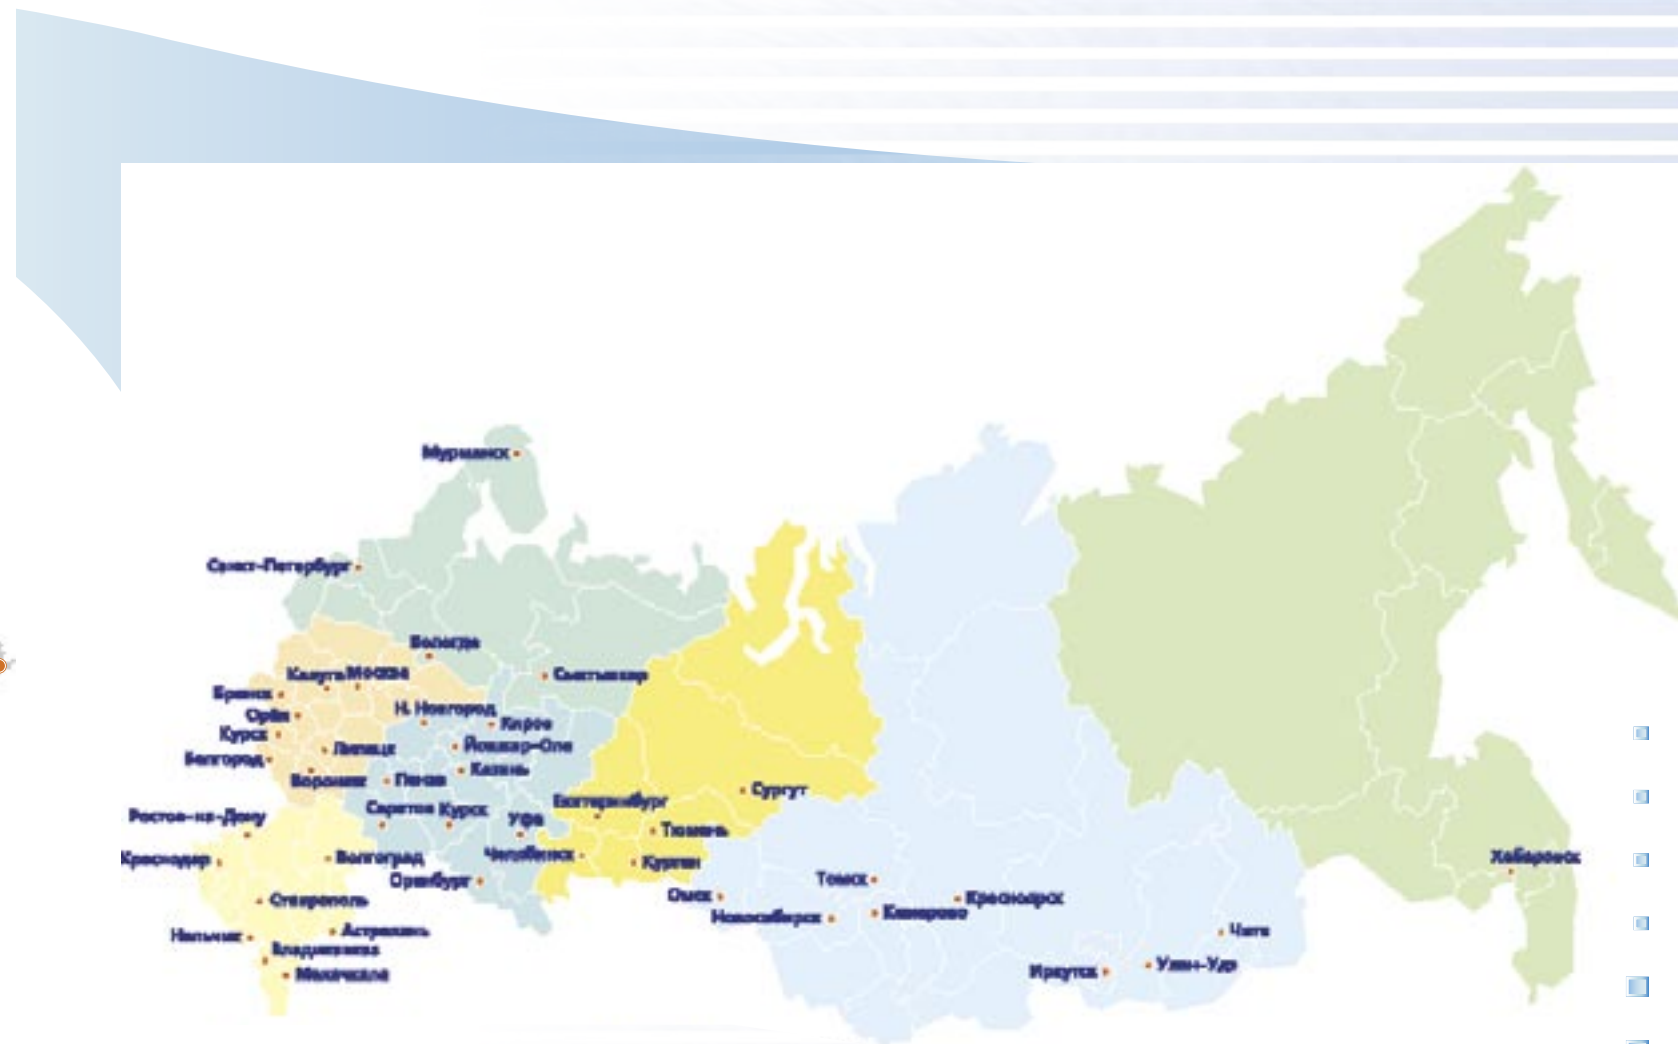 Мурманск
Санкт-Петербург
Вологда
Калуга Москва
Сыктывкар
Брянск
Орёл
Н. Новгород
Киров
Курск
Йошкар-Ола
Липецк
Белгород
Казань
Воронеж
Пенза
Сургут
Екатеринбург
Саратов Курск
Ростов-на-Дону
Уфа
Тюмень
Челябинск
Краснодар
Волгоград
Курган
Хабаровск
Оренбург
Томск
Омск
Красноярск
Ставрополь
Новосибирск
Кемерово
Астрахань
Чита
Нальчик
Владикавказ
Улан-Удэ
Иркутск
Махачкала